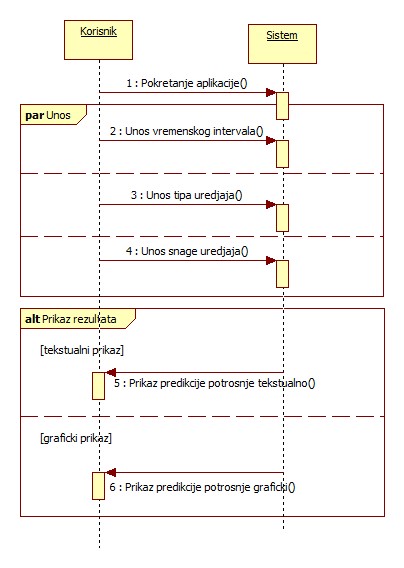 Korisnik
Sistem
1 : Pokretanje aplikacije()
par Unos
2 : Unos vremenskog intervala()
3 : Unos tipa uredjaja()
4 : Unos snage uredjaja()
alt Prikaz rezultata
[tekstualni prikaz]
5 : Prikaz predikcije potrosnje tekstualno()
[graficki prikaz]
6 : Prikaz predikcije potrosnje graficki()